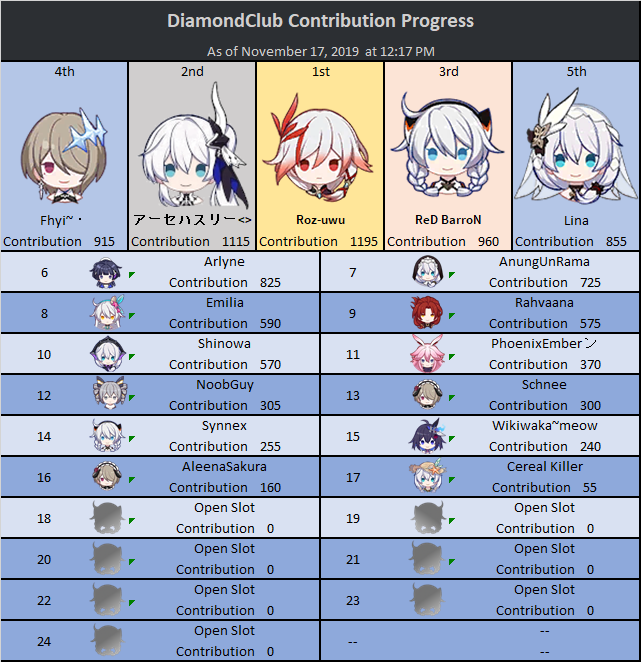 DiamondClub Contribution Progress
As of November 17, 2019 at 12:17 PM
4th 2nd 1st 3rd 5th
Fhyi~・ アーセハスリー<> Roz-uwu ReD BarroN Lina
Contribution 915 Contribution 1115 Contribution 1195 Contribution 960 Contribution 855
6 Arlyne Contribution 825
7 AnungUnRama Contribution 725
8 Emilia Contribution 590
9 Rahvaana Contribution 575
10 Shinowa Contribution 570
11 PhoenixEmberン Contribution 370
12 NoobGuy Contribution 305
13 Schnee Contribution 300
14 Synnex Contribution 255
15 Wikiwaka~meow Contribution 240
16 AleenaSakura Contribution 160
17 Cereal Killer Contribution 55
18 Open Slot Contribution 0
19 Open Slot Contribution 0
20 Open Slot Contribution 0
21 Open Slot Contribution 0
22 Open Slot Contribution 0
23 Open Slot Contribution 0
24 Open Slot Contribution 0
-- -- --